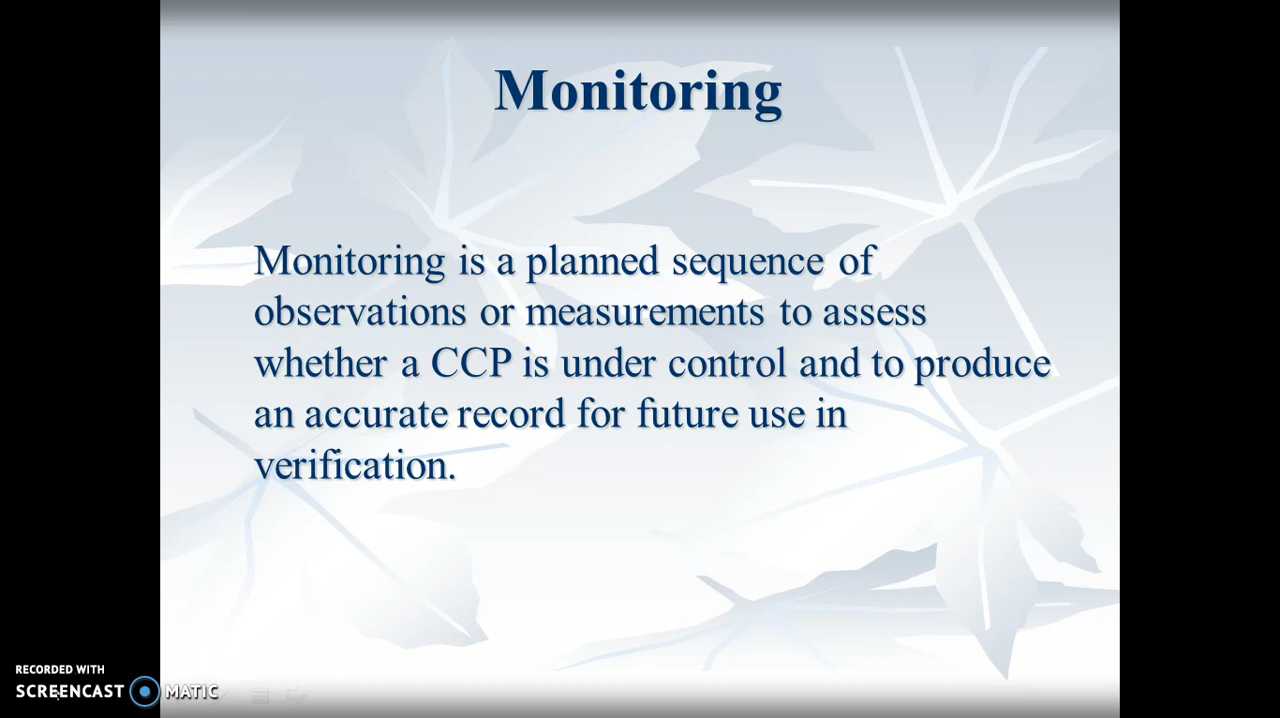 Monitoring
Monitoring is a planned sequence of
observations or measurements to assess
whether a CCP is under control and to produce
an accurate record for future use in
verification.
RECORDED WITH
SCREENCAST MATIC